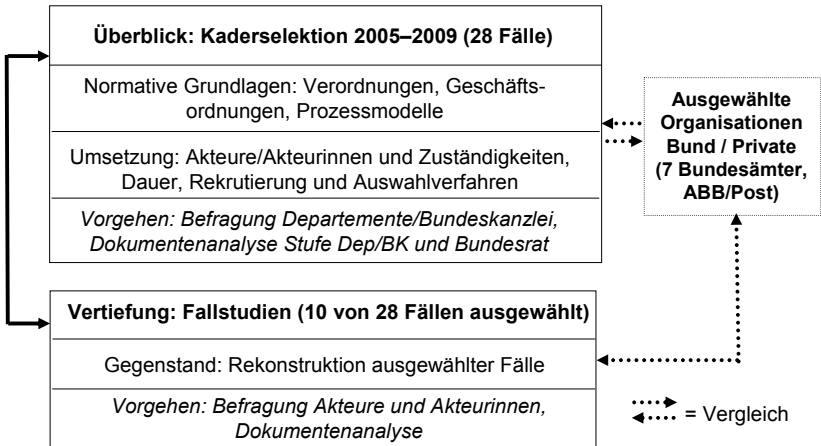 Überblick: Kaderselektion 2005–2009 (28 Fälle)
Normative Grundlagen: Verordnungen, Geschäfts-
ordnungen, Prozessmodelle
Umsetzung: Akteure/Akteurinnen und Zuständigkeiten,
Dauer, Rekrutierung und Auswahlverfahren
Vorgehen: Befragung Departemente/Bundeskanzlei,
Dokumentenanalyse Stufe Dep/BK und Bundesrat
Ausgewählte
Organisationen
Bund / Private
(7 Bundesämter,
ABB/Post)
Vertiefung: Fallstudien (10 von 28 Fällen ausgewählt)
Gegenstand: Rekonstruktion ausgewählter Fälle
Vorgehen: Befragung Akteure und Akteurinnen,
Dokumentenanalyse
= Vergleich